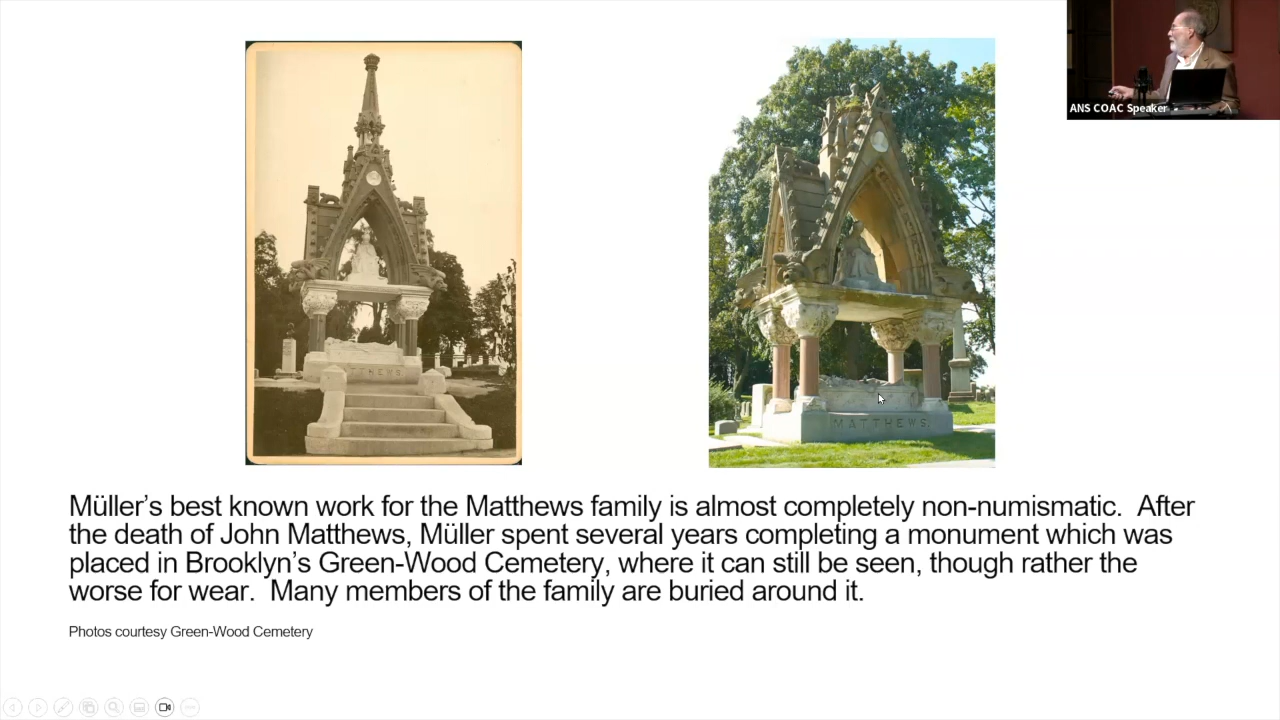 ANS COAC Speaker
MATTHEWS.
Müller’s best known work for the Matthews family is almost completely non-numismatic.  After
the death of John Matthews, Müller spent several years completing a monument which was
placed in Brooklyn’s Green-Wood Cemetery, where it can still be seen, though rather the
worse for wear.  Many members of the family are buried around it.
Photos courtesy Green-Wood Cemetery